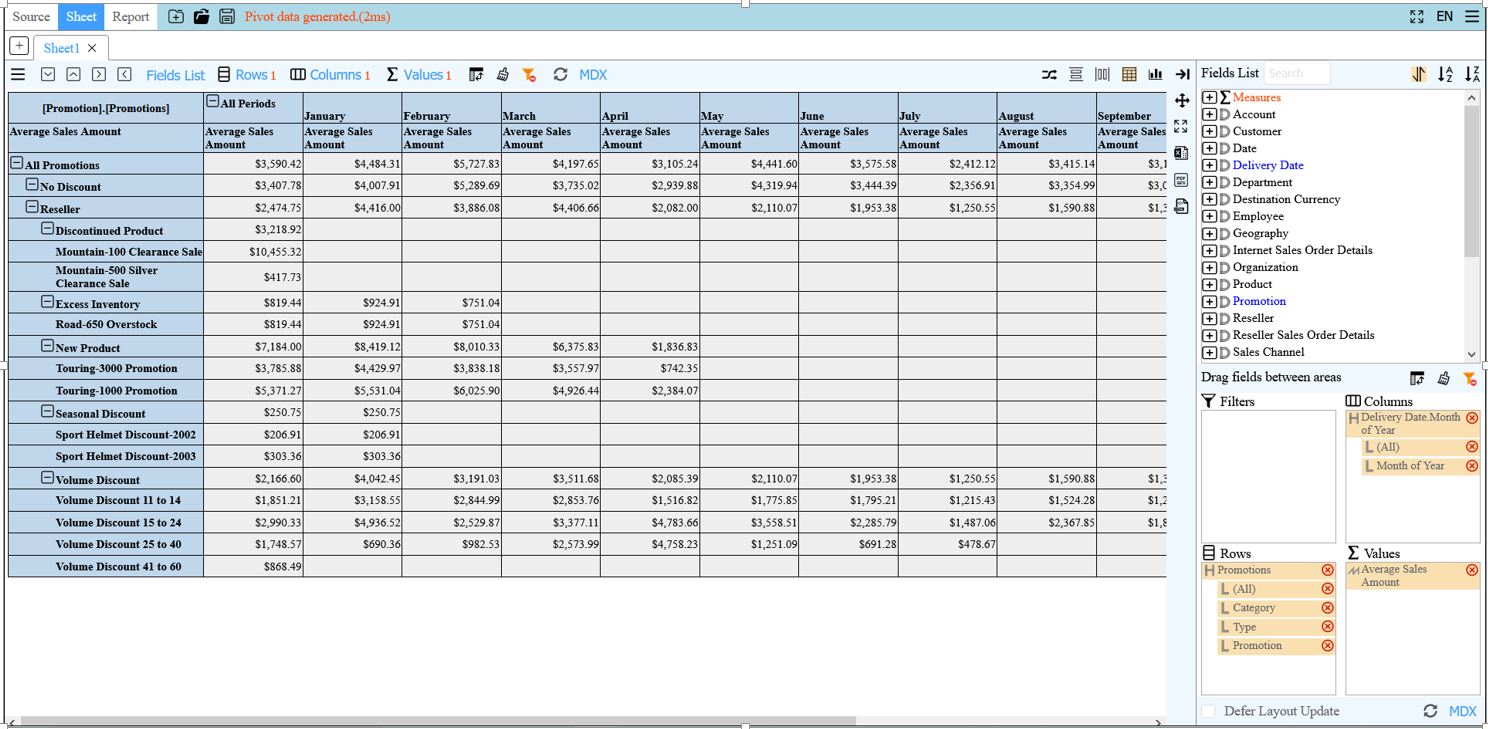 Source Sheet Report Pivot data generated.(2ms) EN
Sheet1
Fields List Rows 1 Columns 1 Values 1 MDX
[Promotion].[Promotions] All Periods
January February March April May June July August September
Average Sales Amount Average Sales Amount Average Sales Amount Average Sales Amount Average Sales Amount Average Sales Amount Average Sales Amount Average Sales Amount Average Sales Amount Average Sales Amount Average Sales Amount
All Promotions $3,590.42 $4,484.31 $5,727.83 $4,197.65 $3,105.24 $4,441.60 $3,575.58 $2,412.12 $3,415.14 $3,1
No Discount $3,407.78 $4,007.91 $5,289.69 $3,735.02 $2,939.88 $4,319.94 $3,444.39 $2,356.91 $3,354.99 $3,0
Reseller $2,474.75 $4,416.00 $3,886.08 $4,406.66 $2,082.00 $2,110.07 $1,953.38 $1,250.55 $1,590.88 $1,3
Discontinued Product $3,218.92
Mountain-100 Clearance Sale $10,455.32
Mountain-500 Silver
Clearance Sale $417.73
Excess Inventory $819.44 $924.91 $751.04
Road-650 Overstock $819.44 $924.91 $751.04
New Product $7,184.00 $8,419.12 $8,010.33 $6,375.83 $1,836.83
Touring-3000 Promotion $3,785.88 $4,429.97 $3,838.18 $3,557.97 $742.35
Touring-1000 Promotion $5,371.27 $5,531.04 $6,025.90 $4,926.44 $2,384.07
Seasonal Discount $250.75 $250.75
Sport Helmet Discount-2002 $206.91 $206.91
Sport Helmet Discount-2003 $303.36 $303.36
Volume Discount $2,166.60 $4,042.45 $3,191.03 $3,511.68 $2,085.39 $2,110.07 $1,953.38 $1,250.55 $1,590.88 $1,3
Volume Discount 11 to 14 $1,851.21 $3,158.55 $2,844.99 $2,853.76 $1,516.82 $1,775.85 $1,795.21 $1,215.43 $1,524.28 $1,2
Volume Discount 15 to 24 $2,990.33 $4,936.52 $2,529.87 $3,377.11 $4,783.66 $3,558.51 $2,285.79 $1,487.06 $2,367.85 $1,8
Volume Discount 25 to 40 $1,748.57 $690.36 $982.53 $2,573.99 $4,758.23 $1,251.09 $691.28 $478.67
Volume Discount 41 to 60 $868.49
Fields List Search
Measures
Account
Customer
Date
Delivery Date
Department
Destination Currency
Employee
Geography
Internet Sales Order Details
Organization
Product
Promotion
Reseller
Reseller Sales Order Details
Sales Channel
Drag fields between areas
Filters
Columns
Delivery Date.Month
of Year
(All)
Month of Year
Rows
Promotions
(All)
Category
Type
Promotion
Values
Average Sales
Amount
Defer Layout Update MDX